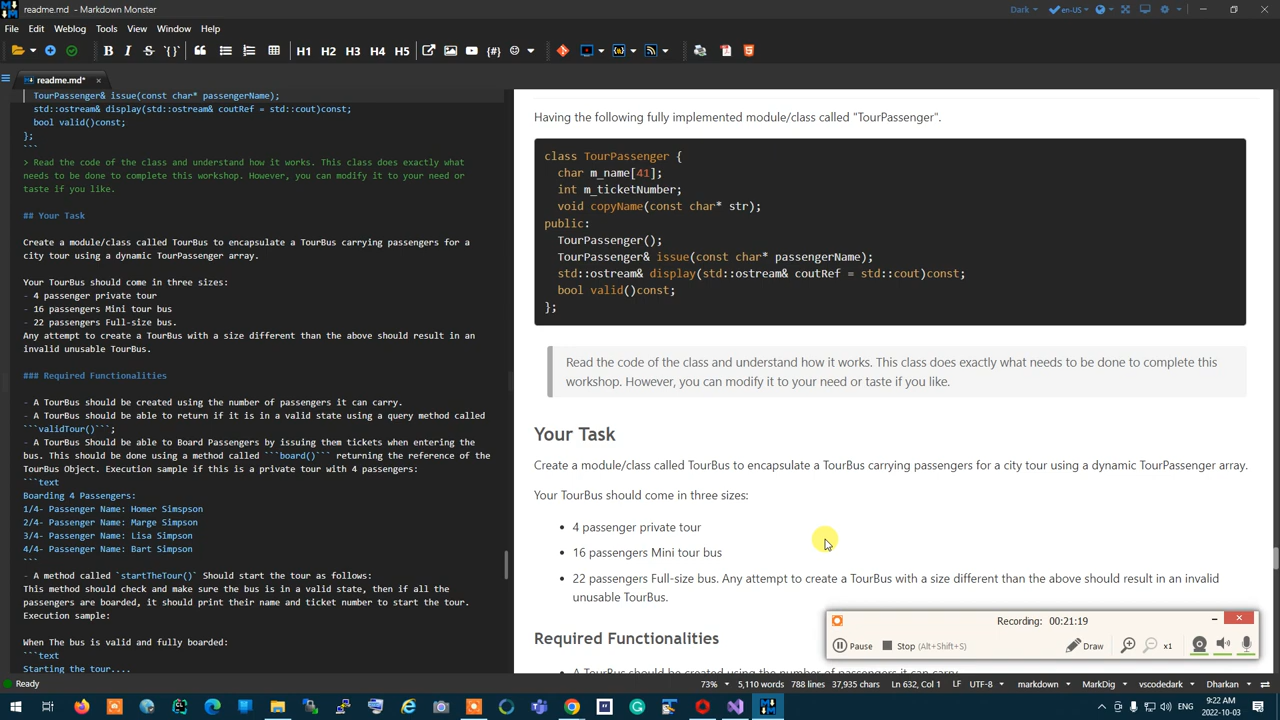 readme.md - Markdown Monster
Dark
en-US
File Edit Weblog Tools View Window Help
B I S H1 H2 H3 H4 H5 {#}
readme.md*
TourPassenger& issue(const char* passengerName);
std::ostream& display(std::ostream& coutRef = std::cout)const;
bool valid()const;
};
```
> Read the code of the class and understand how it works. This class does exactly what
needs to be done to complete this workshop. However, you can modify it to your need or
taste if you like.
## Your Task
Create a module/class called TourBus to encapsulate a TourBus carrying passengers for a
city tour using a dynamic TourPassenger array.
Your TourBus should come in three sizes:
- 4 passenger private tour
- 16 passengers Mini tour bus
- 22 passengers Full-size bus.
Any attempt to create a TourBus with a size different than the above should result in an
invalid unusable TourBus.
### Required Functionalities
- A TourBus should be created using the number of passengers it can carry.
- A TourBus should be able to return if it is in a valid state using a query method called
```validTour()```;
- A TourBus Should be able to Board Passengers by issuing them tickets when entering the
bus. This should be done using a method called ```board()``` returning the reference of the
TourBus Object. Execution sample if this is a private tour with 4 passengers:
```text
Boarding 4 Passengers:
1/4- Passenger Name: Homer Simspson
2/4- Passenger Name: Marge Simpson
3/4- Passenger Name: Lisa Simpson
4/4- Passenger Name: Bart Simpson
```
- A method called `startTheTour()` Should start the tour as follows:
This method should check and make sure the bus is in a valid state, then if all the
passengers are boarded, it should print their name and ticket number to start the tour.
Execution sample:
When The bus is valid and fully boarded:
```text
Starting the tour....
Having the following fully implemented module/class called "TourPassenger".
class TourPassenger {
char m_name[41];
int m_ticketNumber;
void copyName(const char* str);
public:
TourPassenger();
TourPassenger& issue(const char* passengerName);
std::ostream& display(std::ostream& coutRef = std::cout)const;
bool valid()const;
};
Read the code of the class and understand how it works. This class does exactly what needs to be done to complete this
workshop. However, you can modify it to your need or taste if you like.
Your Task
Create a module/class called TourBus to encapsulate a TourBus carrying passengers for a city tour using a dynamic TourPassenger array.
Your TourBus should come in three sizes:
• 4 passenger private tour
• 16 passengers Mini tour bus
• 22 passengers Full-size bus. Any attempt to create a TourBus with a size different than the above should result in an invalid
unusable TourBus.
Required Functionalities
• A TourBus should be created using the number of passengers it can carry.
Recording: 00:21:19
Pause Stop (Alt+Shift+S) Draw x1
Ready
73% 5,110 words 788 lines 37,935 chars Ln 632, Col 1 LF UTF-8 markdown MarkDig vscodedark Dharkan
ENG 9:22 AM
2022-10-03